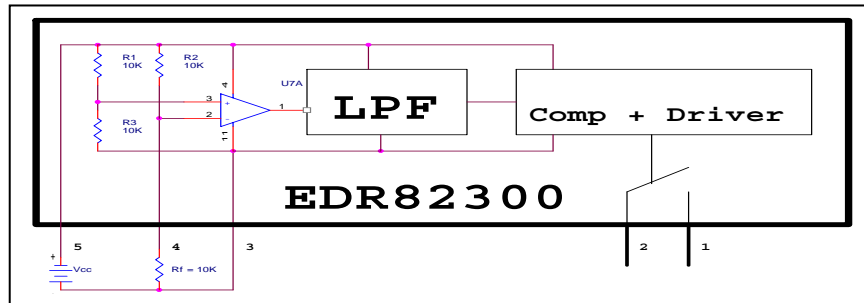 R1
10K
R2
10K
U7A
4
3
+
2
-
1
11
R3
10K
LPF
Comp + Driver
EDR82300
5
4
3
2
1
+
Vcc
Rf = 10K